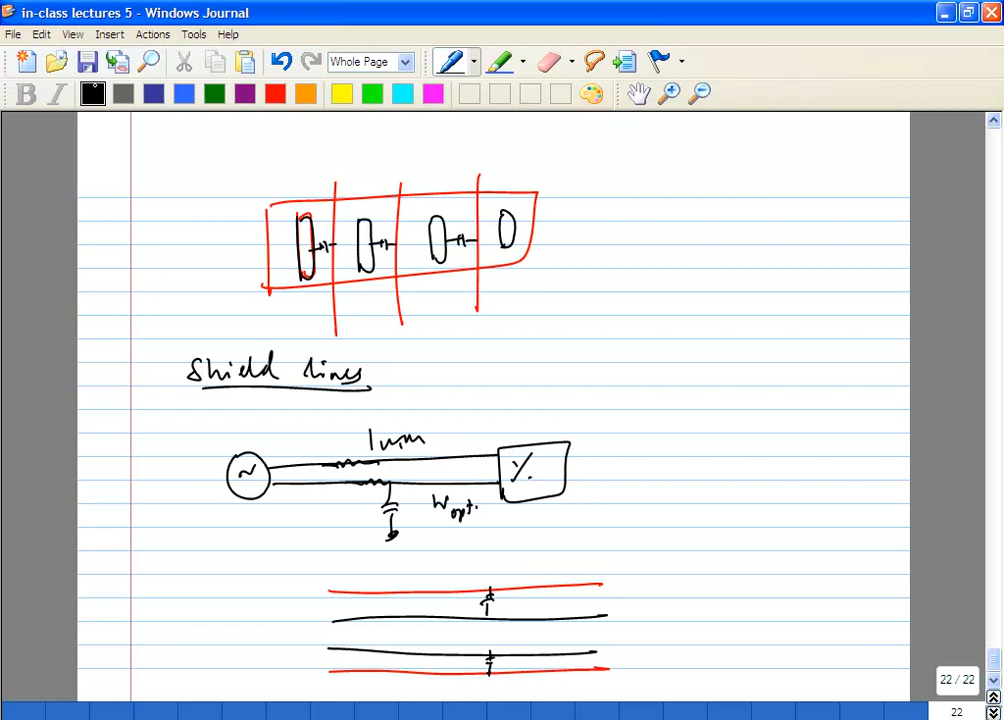 in-class lectures 5 - Windows Journal
File Edit View Insert Actions Tools Help
Whole Page
B I
Shield lines
1mm
~
Wopt.
22 / 22
22